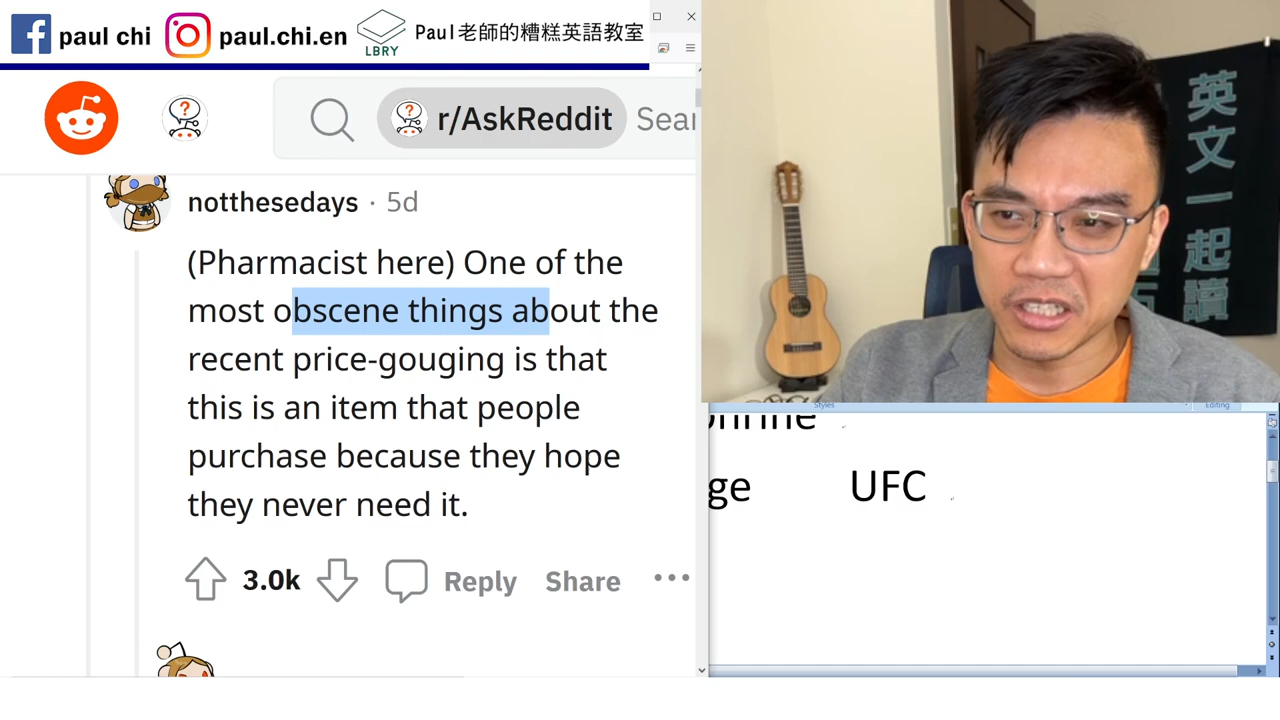 paul chi
paul.chi.en
LBRY
Paul老師的糟糕英語教室
r/AskReddit
Sear
notthesedays · 5d
(Pharmacist here) One of the
most obscene things about the
recent price-gouging is that
this is an item that people
purchase because they hope
they never need it.
3.0k
Reply
Share
英文一起讀
Styles
Editing
ge
UFC